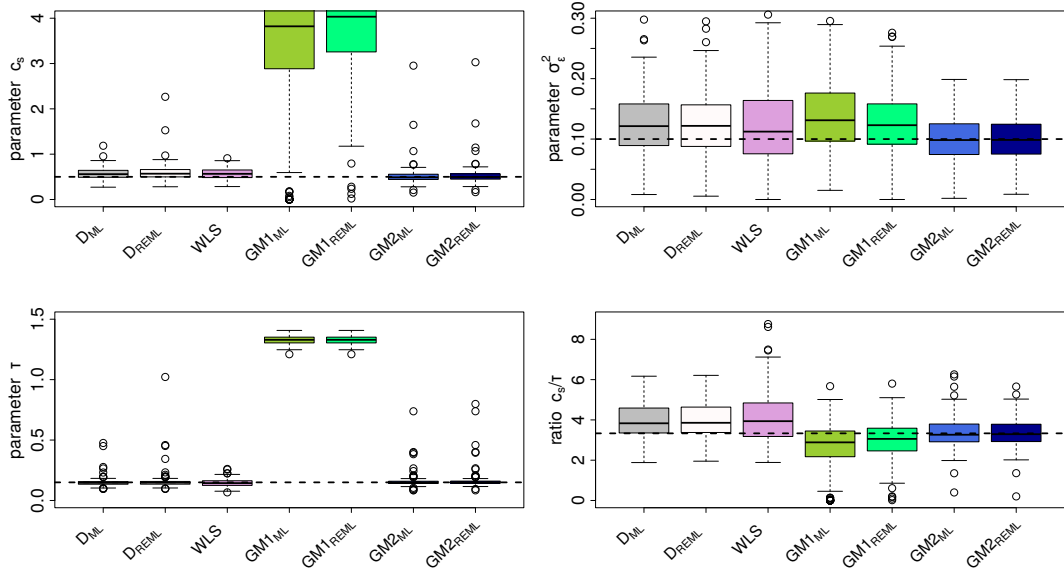 parameter c_s
0 1 2 3 4
D_ML D_REML WLS GM1_ML GM1_REML GM2_ML GM2_REML
parameter σ_ε^2
0.00 0.10 0.20 0.30
D_ML D_REML WLS GM1_ML GM1_REML GM2_ML GM2_REML
parameter τ
0.0 0.5 1.0 1.5
D_ML D_REML WLS GM1_ML GM1_REML GM2_ML GM2_REML
ratio c_s/τ
0 2 4 6 8
D_ML D_REML WLS GM1_ML GM1_REML GM2_ML GM2_REML